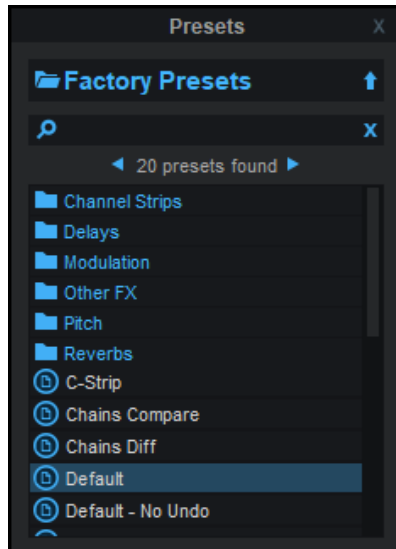 Presets X
Factory Presets
X
20 presets found
Channel Strips
Delays
Modulation
Other FX
Pitch
Reverbs
C-Strip
Chains Compare
Chains Diff
Default
Default - No Undo